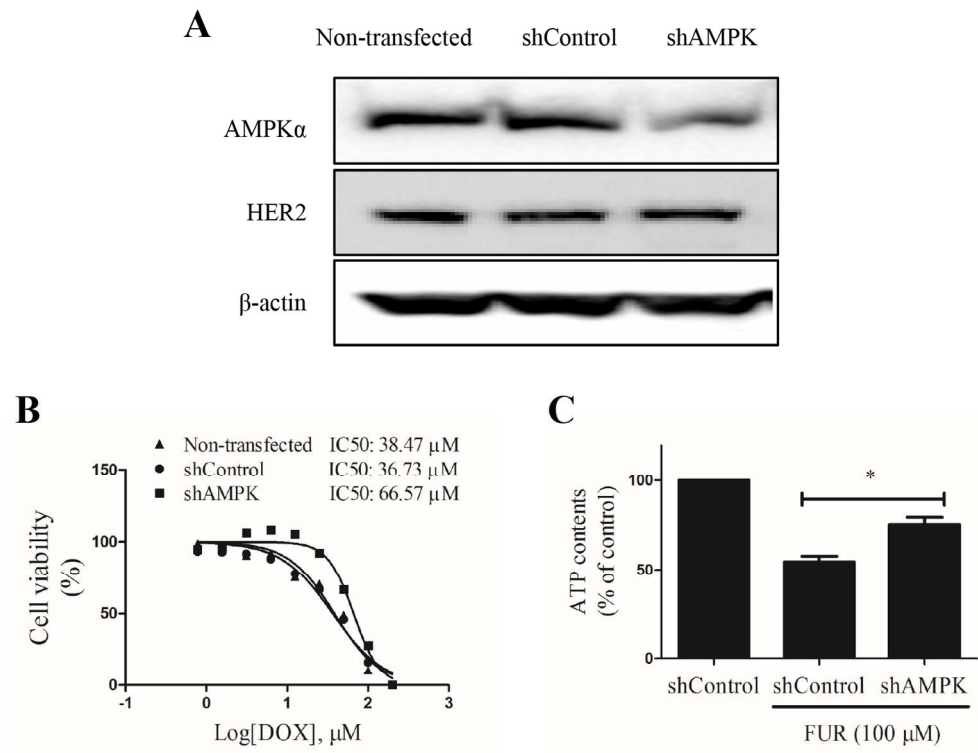 A
Non-transfected shControl shAMPK
AMPKα
HER2
β-actin
B
Non-transfected IC50: 38.47 μM
shControl IC50: 36.73 μM
shAMPK IC50: 66.57 μM
150
100
50
0
-1 0 1 2 3
Cell viability
(%)
Log[DOX], μM
C
*
100
50
0
ATP contents
(% of control)
shControl shControl shAMPK
FUR (100 μM)